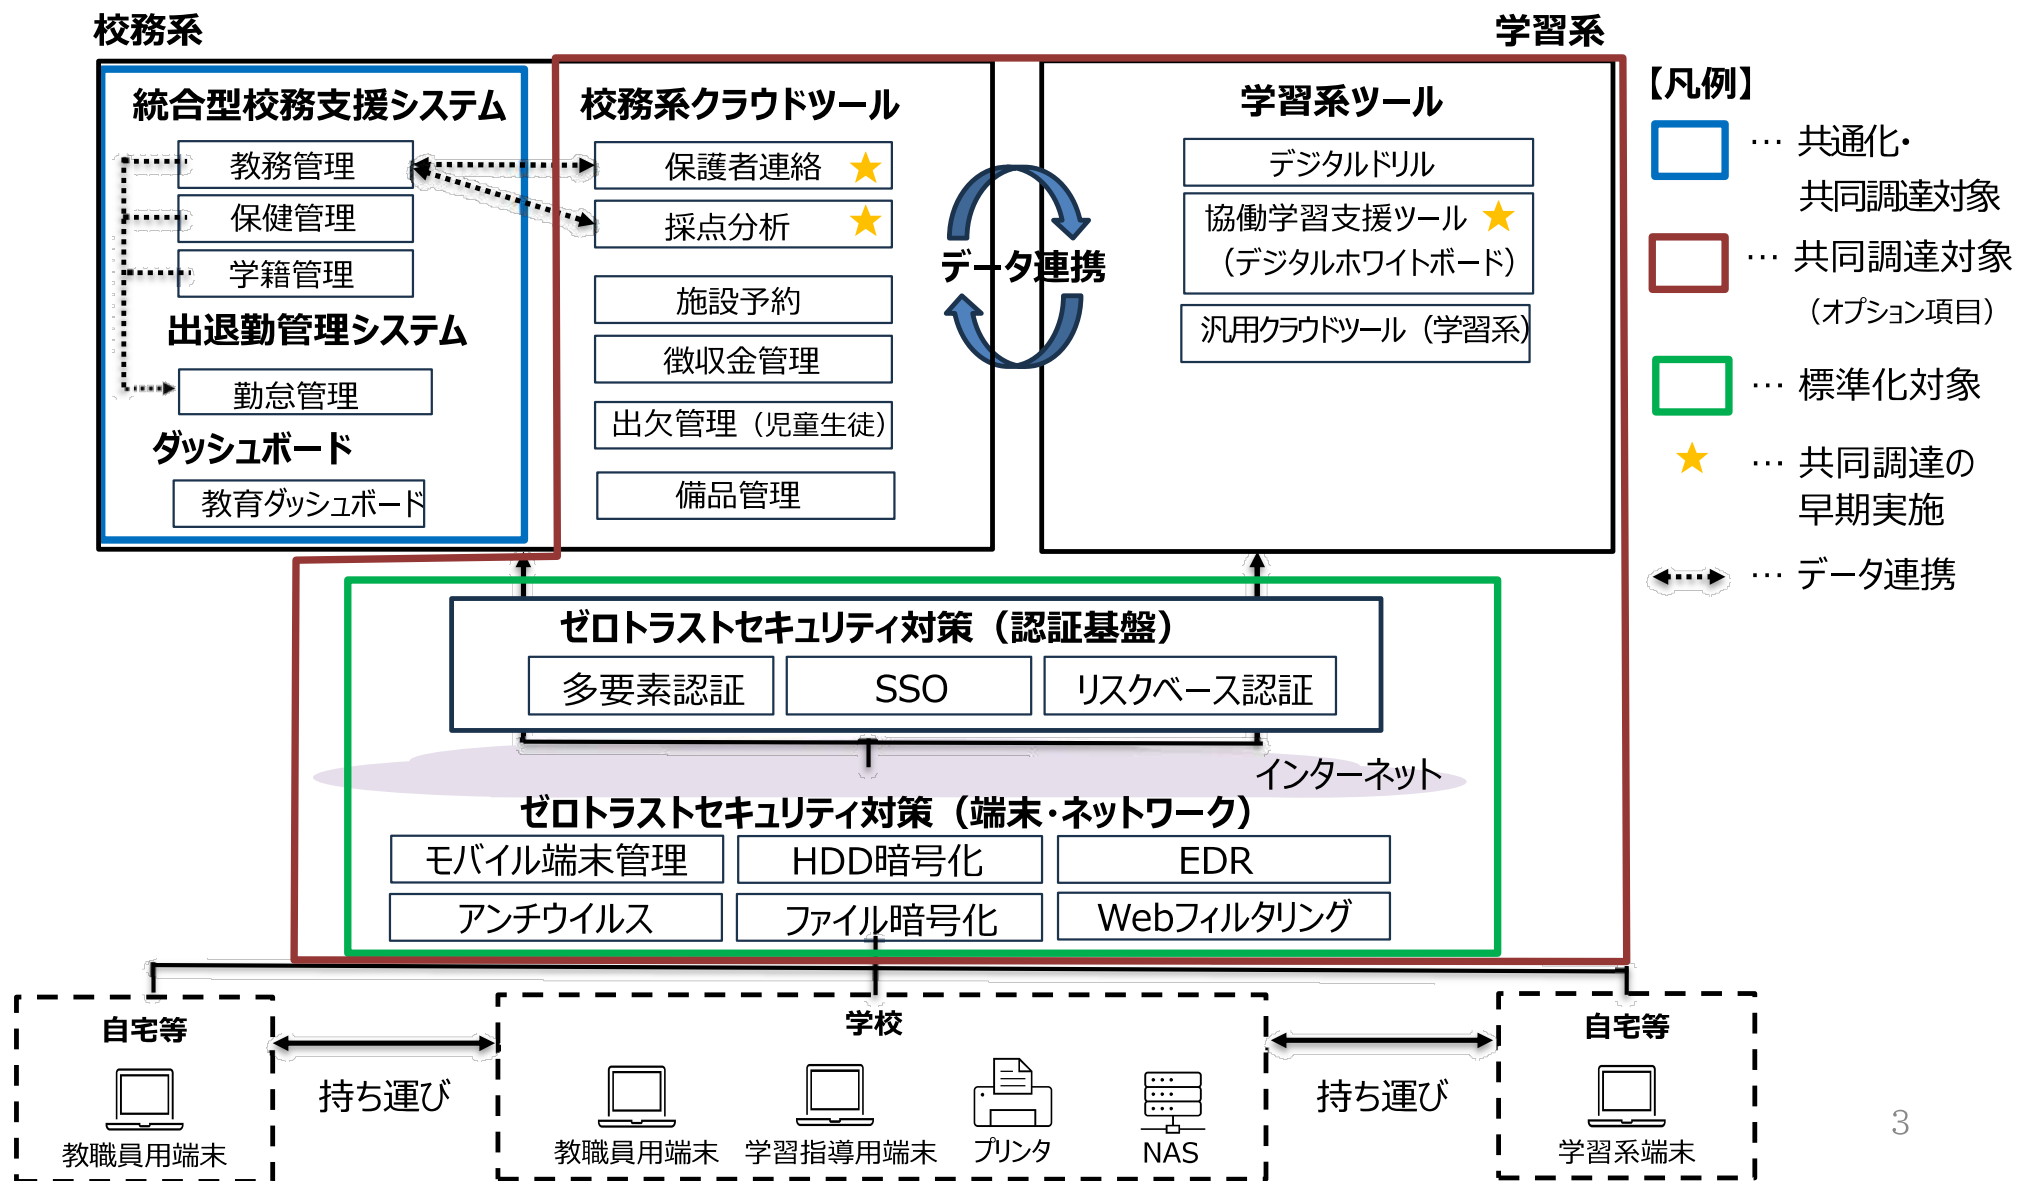 校務系
学習系
統合型校務支援システム
教務管理
保健管理
学籍管理
出退勤管理システム
勤怠管理
ダッシュボード
教育ダッシュボード
校務系クラウドツール
保護者連絡
採点分析
施設予約
徴収金管理
出欠管理（児童生徒）
備品管理
データ連携
学習系ツール
デジタルドリル
協働学習支援ツール
（デジタルホワイトボード）
汎用クラウドツール（学習系）
【凡例】
… 共通化・
共同調達対象
… 共同調達対象
（オプション項目）
… 標準化対象
… 共同調達の
早期実施
… データ連携
ゼロトラストセキュリティ対策（認証基盤）
多要素認証
SSO
リスクベース認証
インターネット
ゼロトラストセキュリティ対策（端末・ネットワーク）
モバイル端末管理
HDD暗号化
EDR
アンチウイルス
ファイル暗号化
Webフィルタリング
自宅等
教職員用端末
持ち運び
学校
教職員用端末
学習指導用端末
プリンタ
NAS
持ち運び
自宅等
学習系端末
3